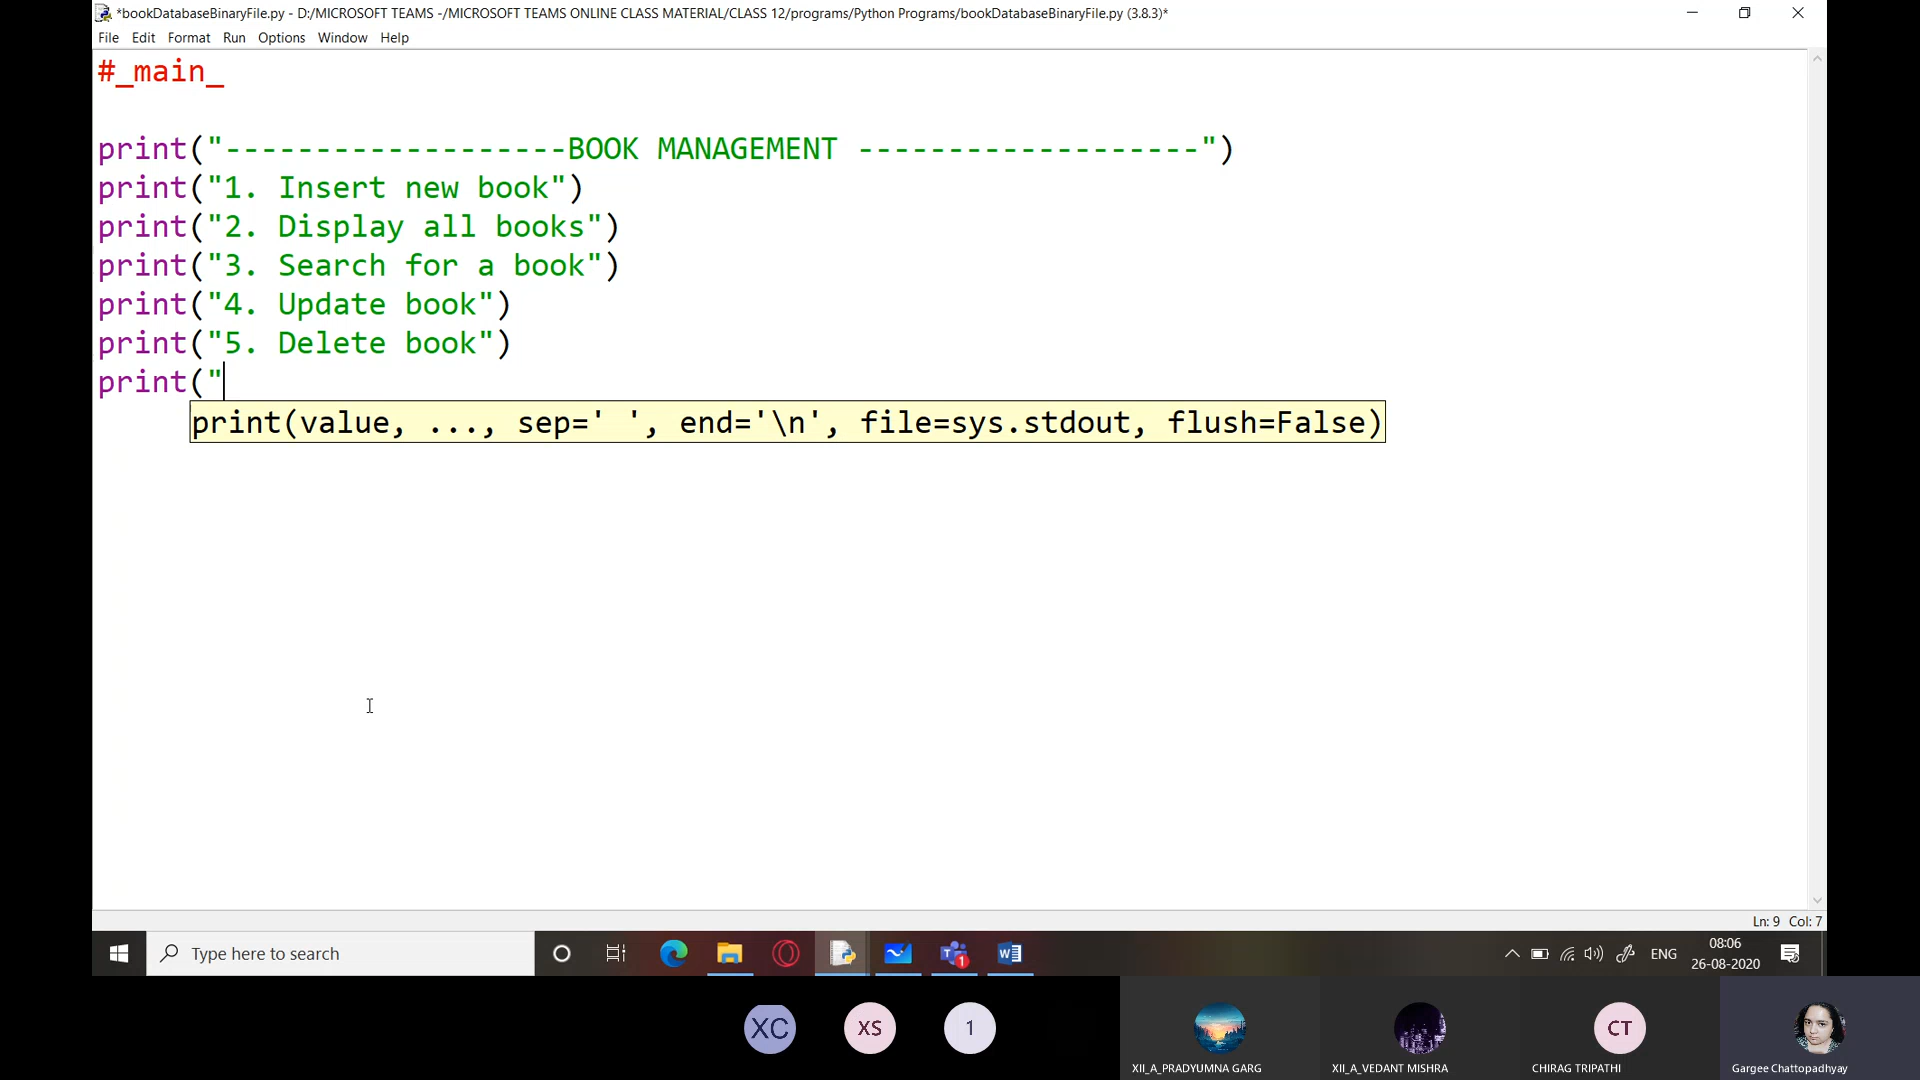 *bookDatabaseBinaryFile.py - D:/MICROSOFT TEAMS -/MICROSOFT TEAMS ONLINE CLASS MATERIAL/CLASS 12/programs/Python Programs/bookDatabaseBinaryFile.py (3.8.3)*
File Edit Format Run Options Window Help
#_main_
print("-------------------BOOK MANAGEMENT -------------------")
print("1. Insert new book")
print("2. Display all books")
print("3. Search for a book")
print("4. Update book")
print("5. Delete book")
print("
print(value, ..., sep=' ', end='\n', file=sys.stdout, flush=False)
Ln: 9 Col: 7
Type here to search
1
ENG
08:06
26-08-2020
XC XS 1 CT
XII_A_PRADYUMNA GARG XII_A_VEDANT MISHRA CHIRAG TRIPATHI Gargee Chattopadhyay